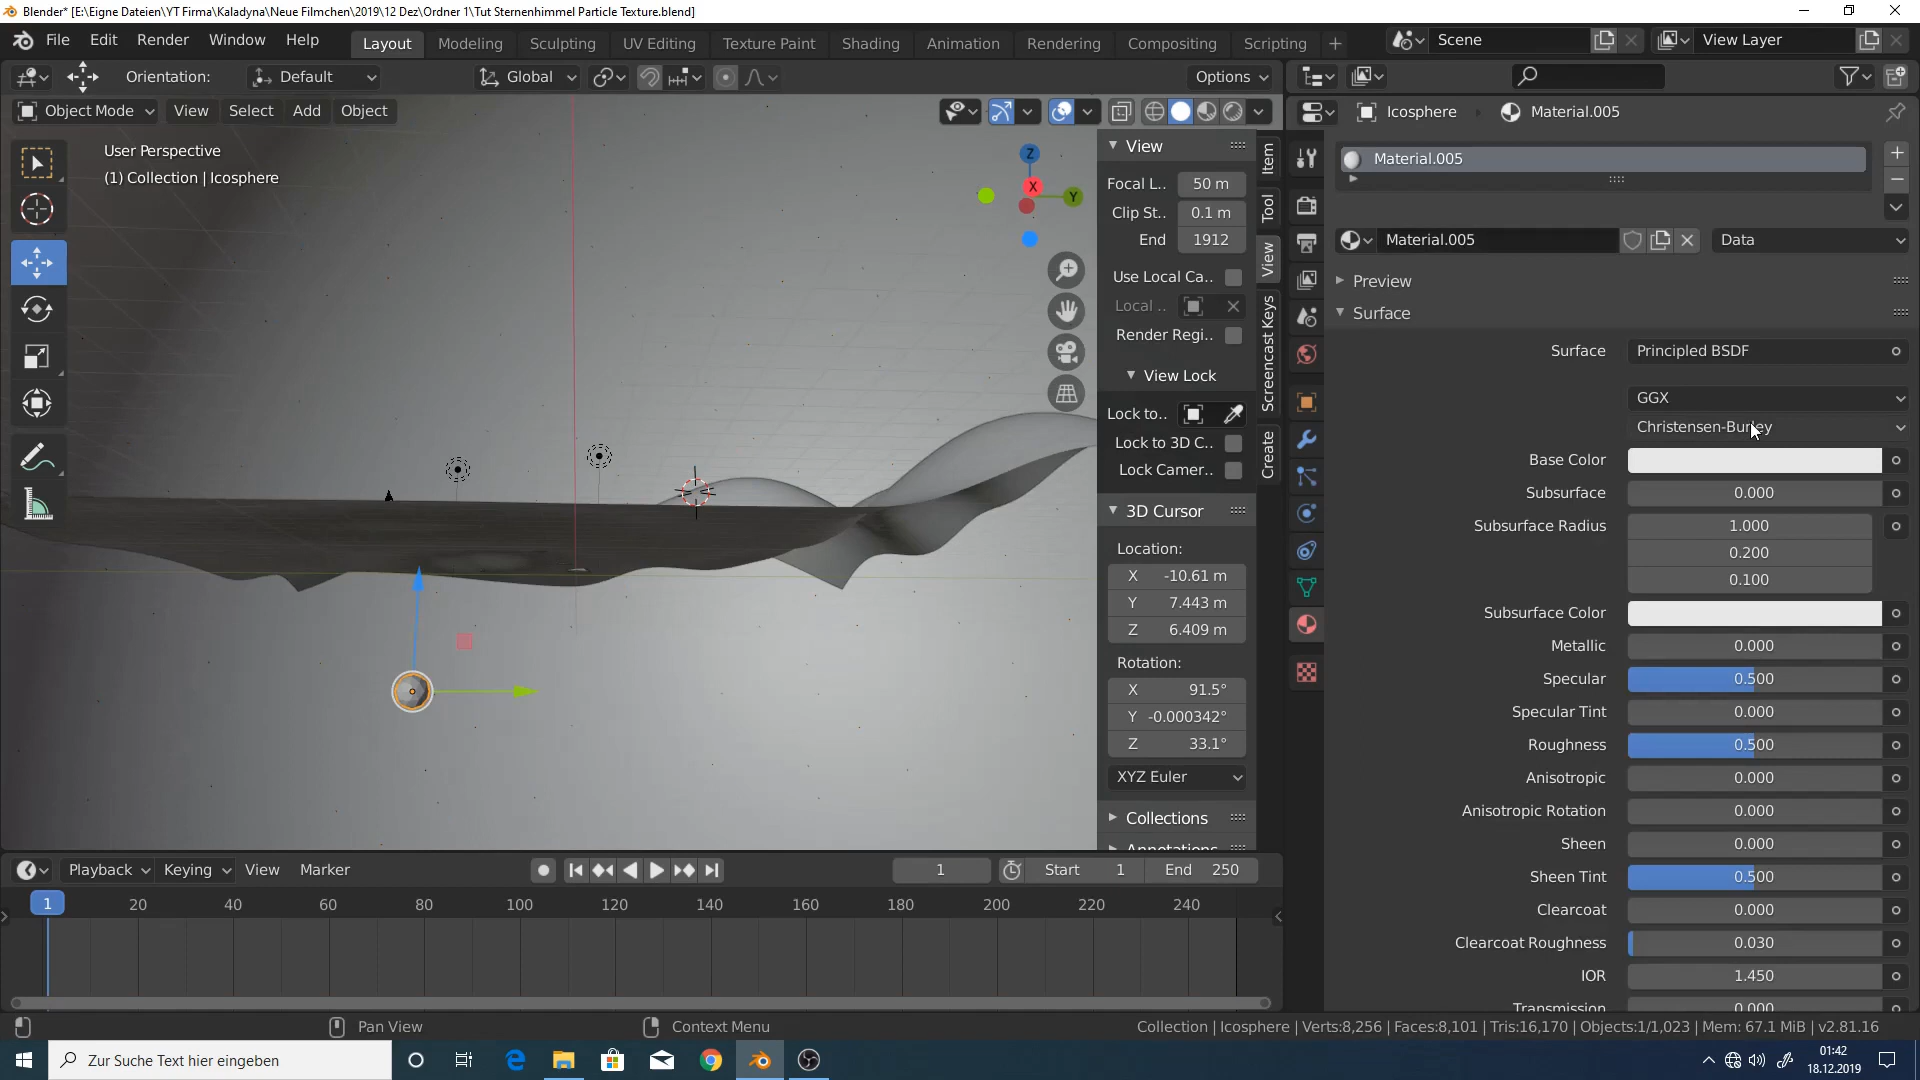 Blender* [E:\Eigne Dateien\YT Firma\Kaladyna\Neue Filmchen\2019\12 Dez\Ordner 1\Tut Sternenhimmel Particle Texture.blend]
File Edit Render Window Help Layout Modeling Sculpting UV Editing Texture Paint Shading Animation Rendering Compositing Scripting + Scene View Layer
Orientation: Default Global Options
Object Mode View Select Add Object Icosphere Material.005
User Perspective
(1) Collection | Icosphere
Z
X
Y
View
Focal L.. 50 m
Clip St.. 0.1 m
End 1912
Use Local Ca..
Local ..
Render Regi..
View Lock
Lock to..
Lock to 3D C..
Lock Camer..
3D Cursor
Location:
X -10.61 m
Y 7.443 m
Z 6.409 m
Rotation:
X 91.5°
Y -0.000342°
Z 33.1°
XYZ Euler
Collections
Annotations
Item
Tool
View
Screencast Keys
Create
Material.005
Material.005 Data
Preview
Surface
Surface Principled BSDF
GGX
Christensen-Burley
Base Color
Subsurface 0.000
Subsurface Radius 1.000
0.200
0.100
Subsurface Color
Metallic 0.000
Specular 0.500
Specular Tint 0.000
Roughness 0.500
Anisotropic 0.000
Anisotropic Rotation 0.000
Sheen 0.000
Sheen Tint 0.500
Clearcoat 0.000
Clearcoat Roughness 0.030
IOR 1.450
Transmission 0.000
Playback Keying View Marker 1 Start 1 End 250
1 20 40 60 80 100 120 140 160 180 200 220 240
Pan View Context Menu Collection | Icosphere | Verts:8,256 | Faces:8,101 | Tris:16,170 | Objects:1/1,023 | Mem: 67.1 MiB | v2.81.16
Zur Suche Text hier eingeben
01:42
18.12.2019